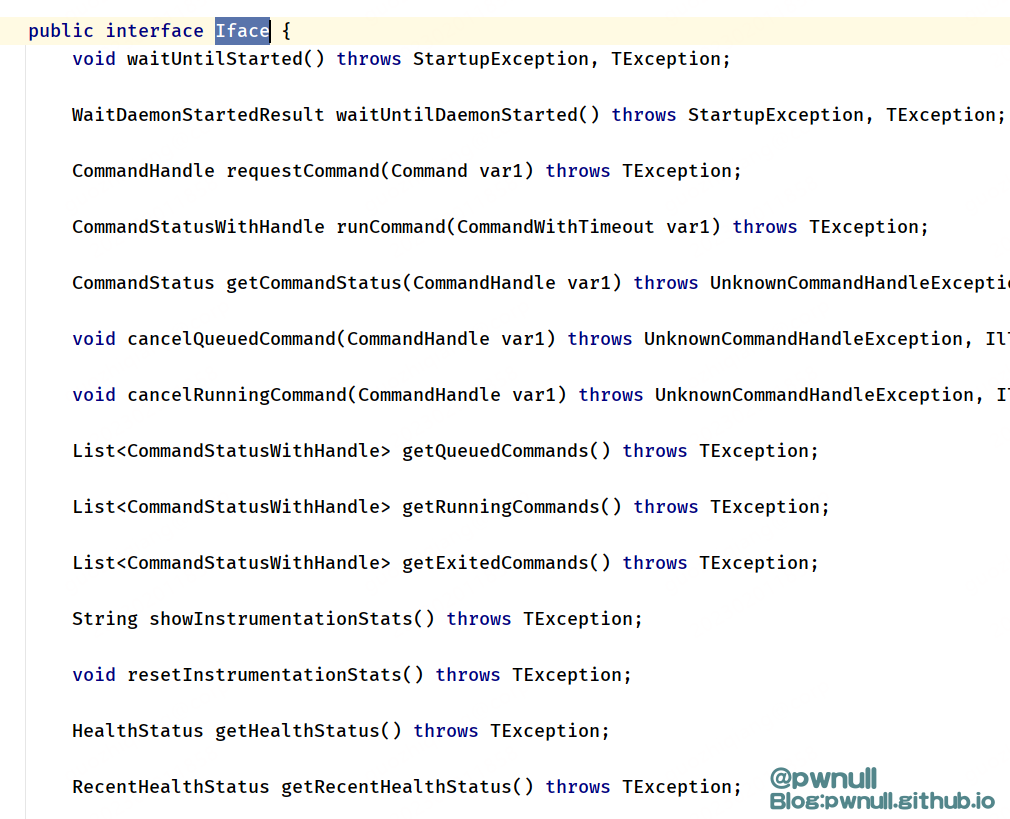 public interface Iface {
void waitUntilStarted() throws StartupException, TException;
WaitDaemonStartedResult waitUntilDaemonStarted() throws StartupException, TException;
CommandHandle requestCommand(Command var1) throws TException;
CommandStatusWithHandle runCommand(CommandWithTimeout var1) throws TException;
CommandStatus getCommandStatus(CommandHandle var1) throws UnknownCommandHandleExceptio
void cancelQueuedCommand(CommandHandle var1) throws UnknownCommandHandleException, Il
void cancelRunningCommand(CommandHandle var1) throws UnknownCommandHandleException, I
List<CommandStatusWithHandle> getQueuedCommands() throws TException;
List<CommandStatusWithHandle> getRunningCommands() throws TException;
List<CommandStatusWithHandle> getExitedCommands() throws TException;
String showInstrumentationStats() throws TException;
void resetInstrumentationStats() throws TException;
HealthStatus getHealthStatus() throws TException;
RecentHealthStatus getRecentHealthStatus() throws TException;
@pwnull
Blog:pwnull.github.io